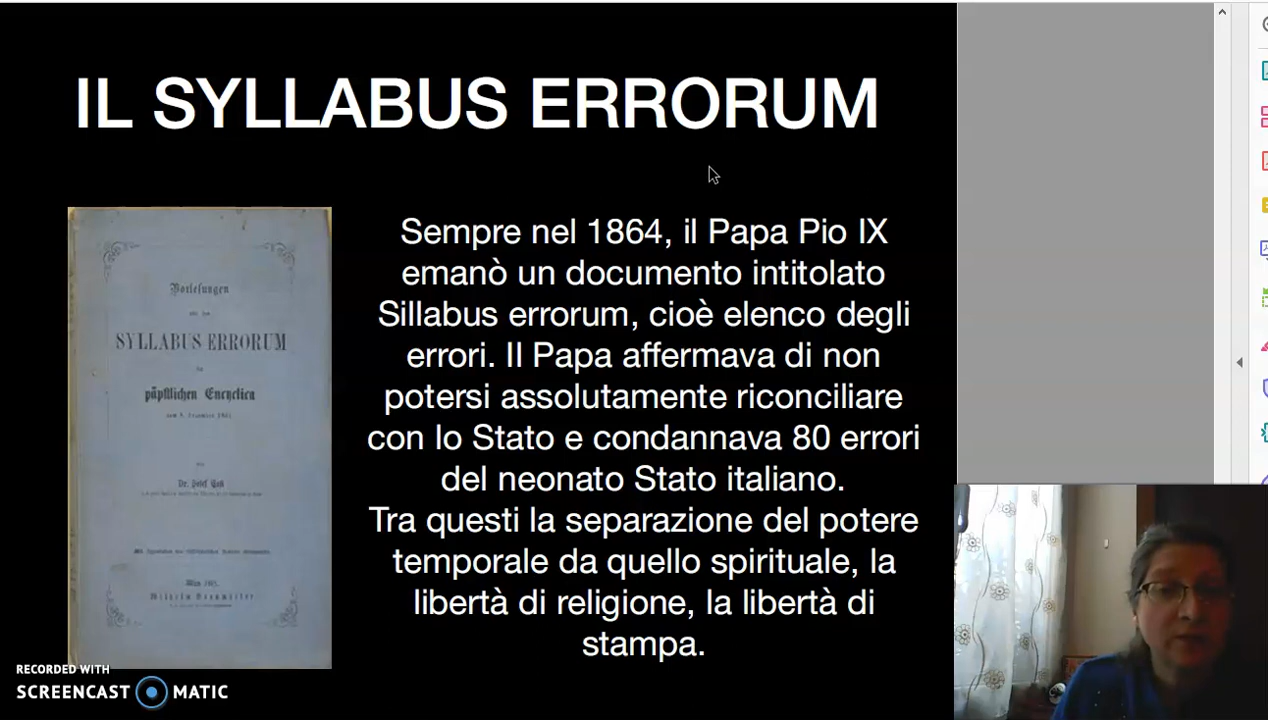 IL SYLLABUS ERRORUM
Sempre nel 1864, il Papa Pio IX
emanò un documento intitolato
Sillabus errorum, cioè elenco degli
errori. Il Papa affermava di non
potersi assolutamente riconciliare
con lo Stato e condannava 80 errori
del neonato Stato italiano.
Tra questi la separazione del potere
temporale da quello spirituale, la
libertà di religione, la libertà di
stampa.
Vorlesungen
SYLLABUS ERRORUM
päpstlichen Encyclica
Wien 1865.
RECORDED WITH
SCREENCAST MATIC